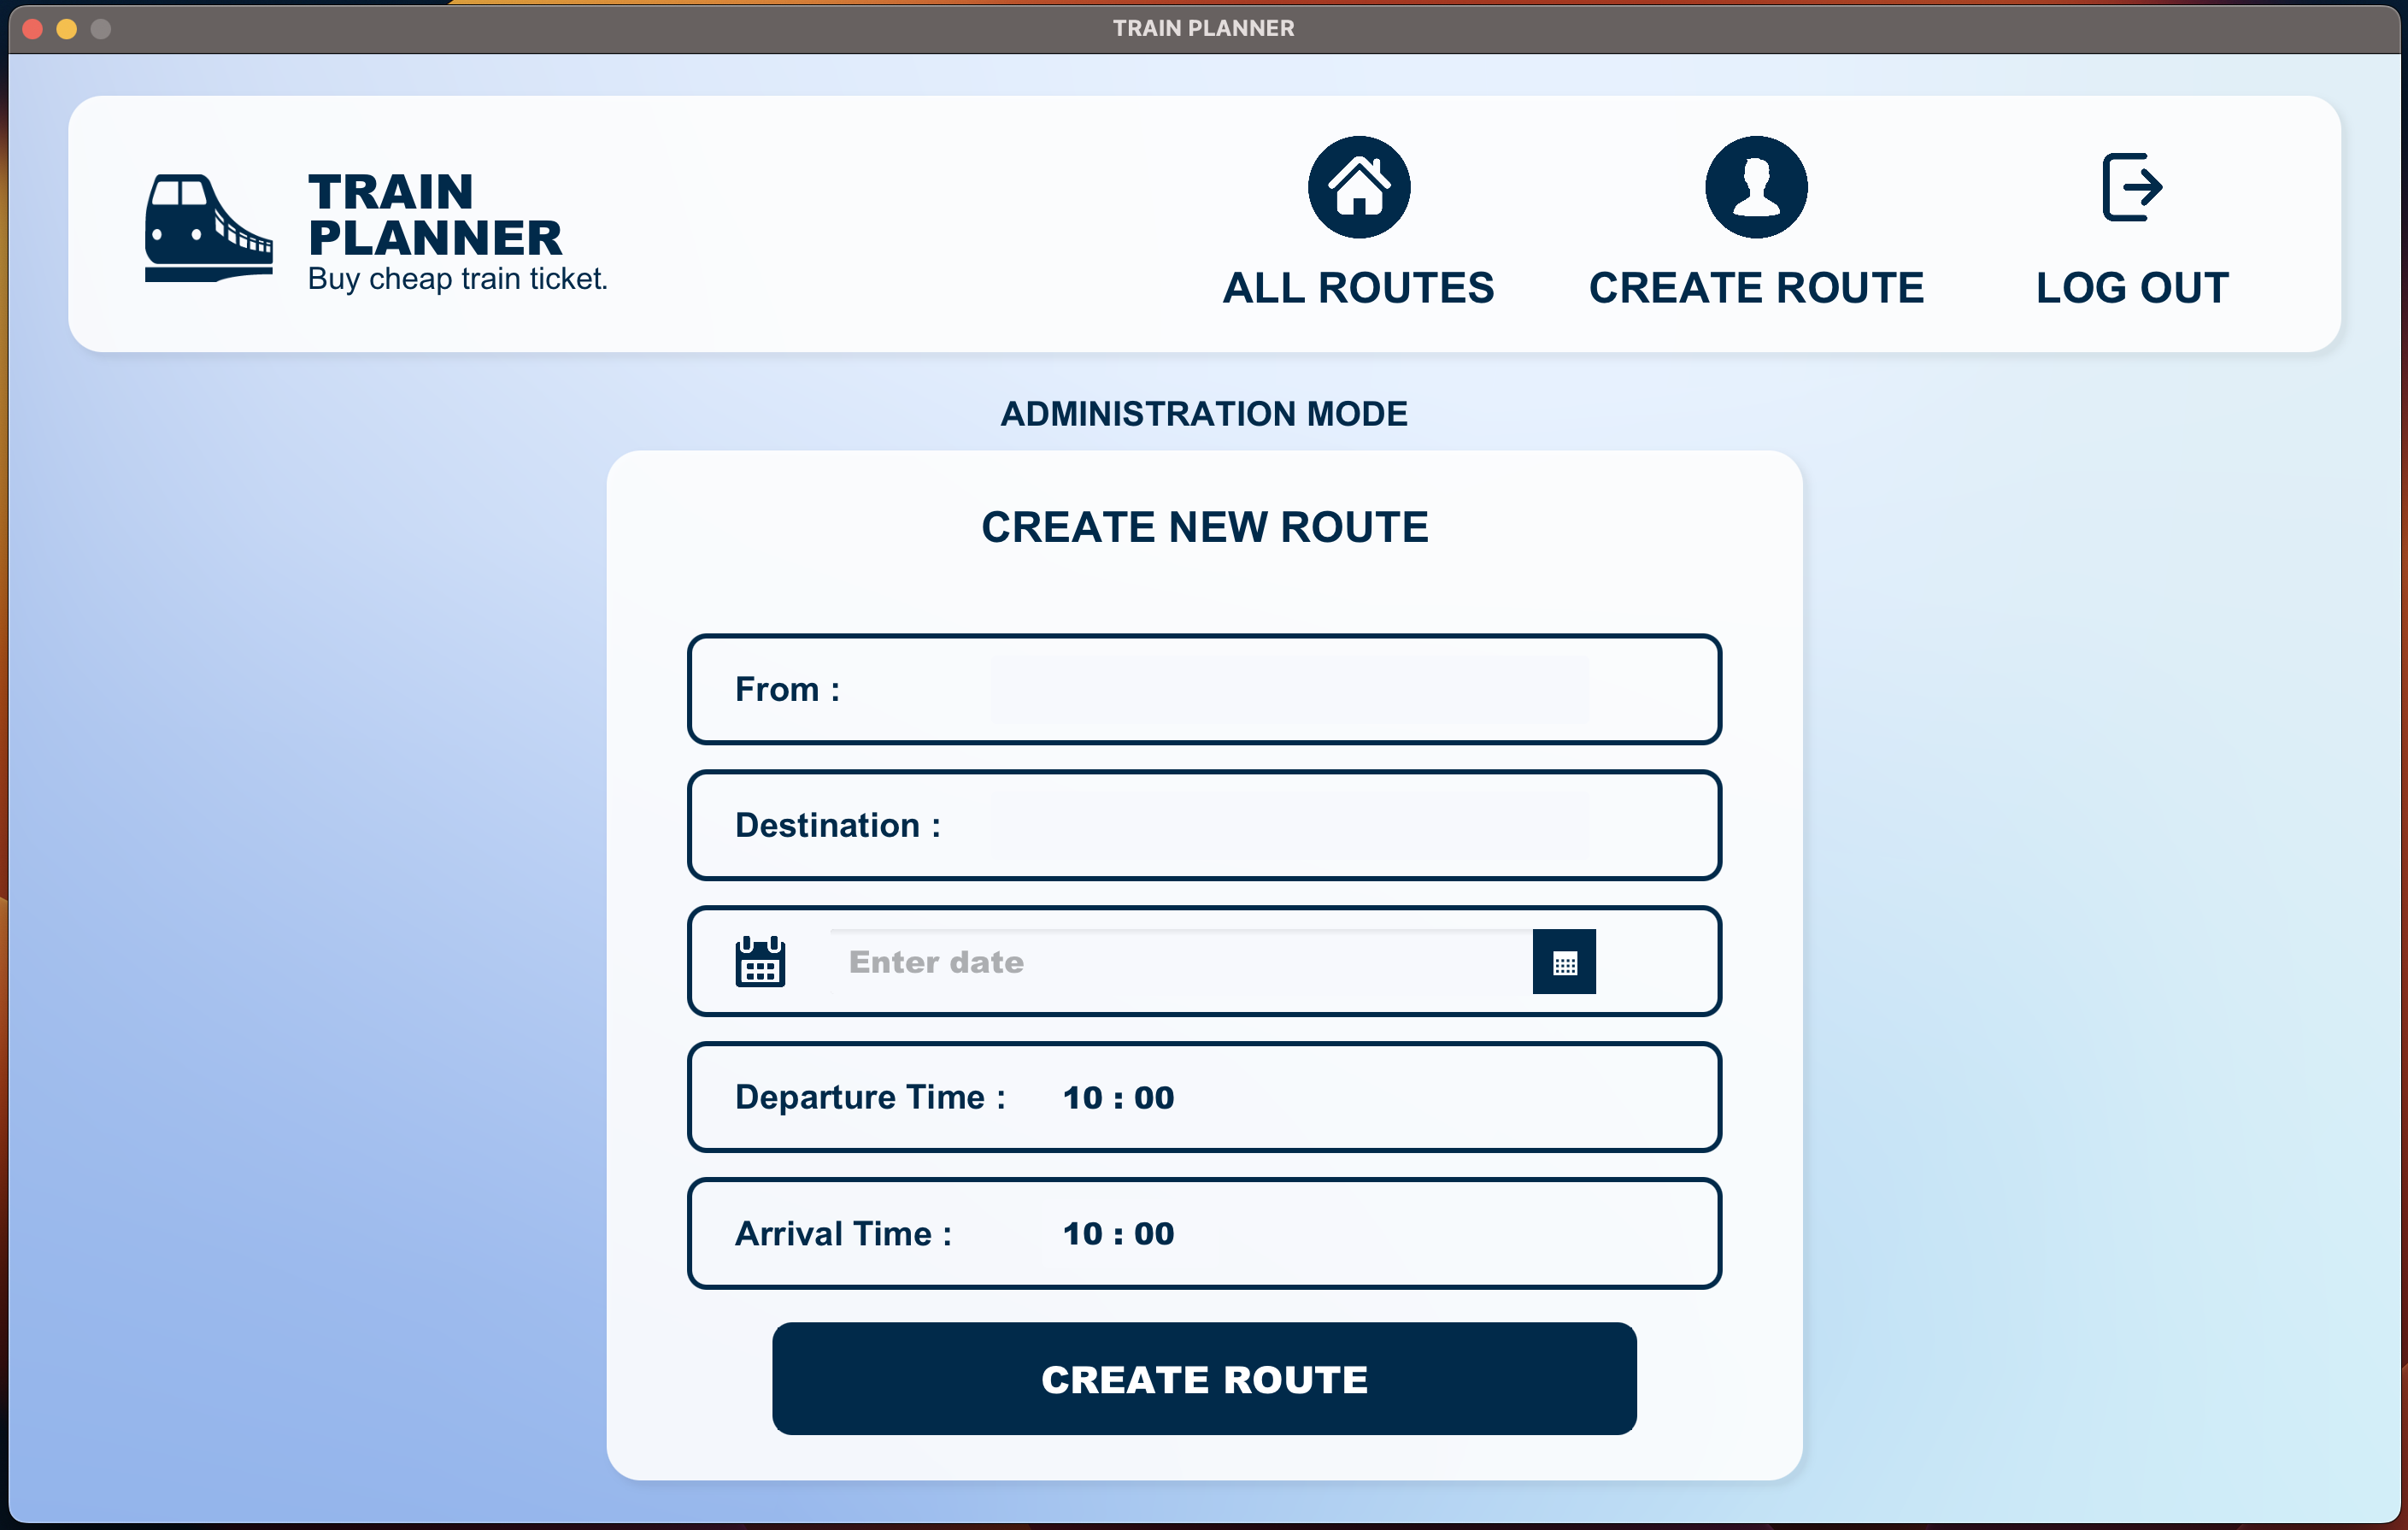 TRAIN PLANNER
TRAIN
PLANNER
Buy cheap train ticket.
ALL ROUTES
CREATE ROUTE
LOG OUT
ADMINISTRATION MODE
CREATE NEW ROUTE
From :
Destination :
Enter date
Departure Time : 10 : 00
Arrival Time : 10 : 00
CREATE ROUTE